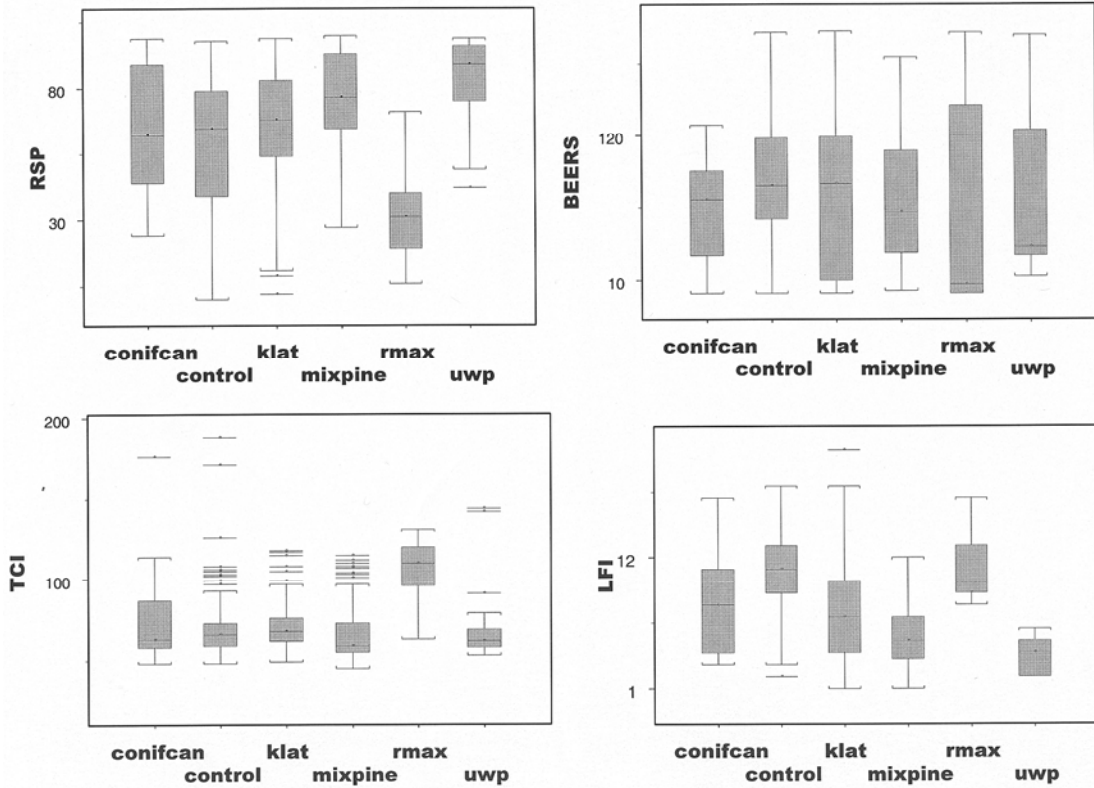 RSP
80
30
conifcan klat rmax
control mixpine uwp
BEERS
120
10
conifcan klat rmax
control mixpine uwp
TCI
200
100
conifcan klat rmax
control mixpine uwp
LFI
12
1
conifcan klat rmax
control mixpine uwp